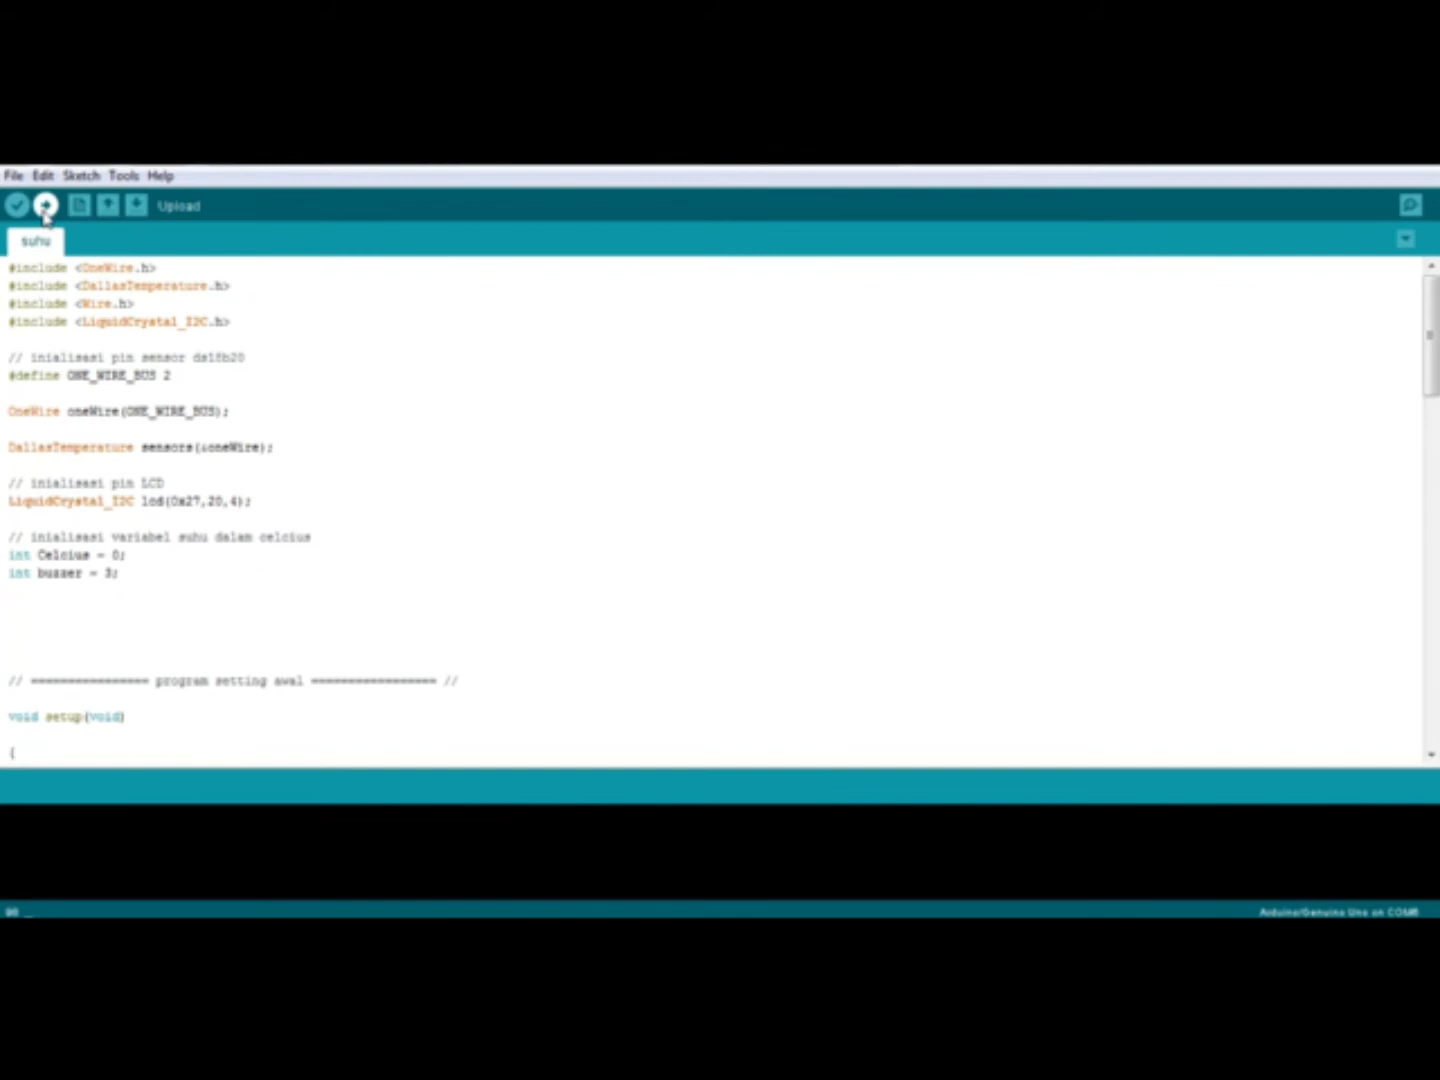 File Edit Sketch Tools Help
Upload
suhu
#include <OneWire.h>
#include <DallasTemperature.h>
#include <Wire.h>
#include <LiquidCrystal_I2C.h>
// inialisasi pin sensor ds18b20
#define ONE_WIRE_BUS 2
OneWire oneWire(ONE_WIRE_BUS);
DallasTemperature sensors(&oneWire);
// inialisasi pin LCD
LiquidCrystal_I2C lcd(0x27,20,4);
// inialisasi variabel suhu dalam celcius
int Celcius = 0;
int buzzer = 3;
// ================ program setting awal ================= //
void setup(void)
{
Arduino/Genuino Uno on